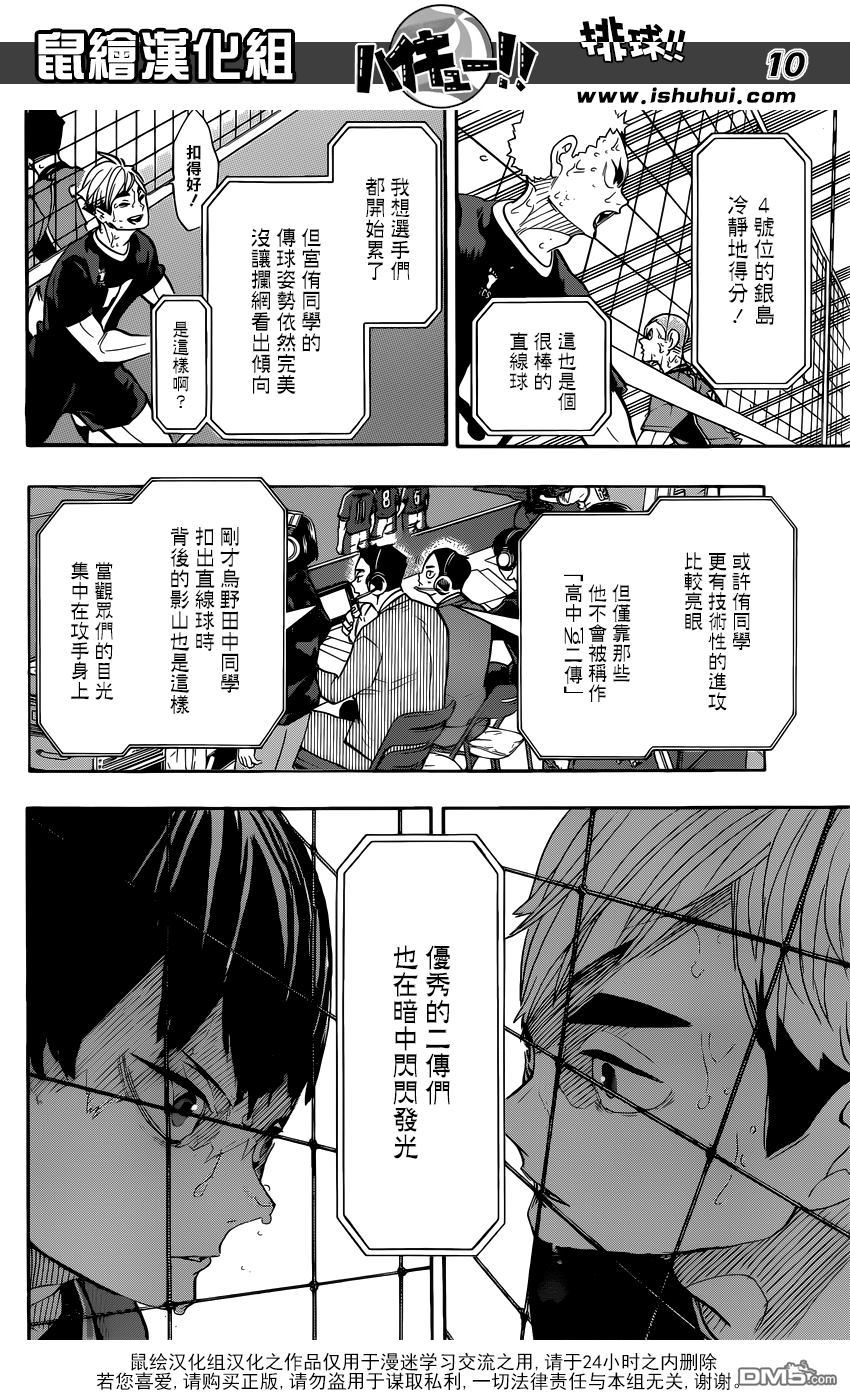 鼠繪漢化組
ハイキュー!!
排球!!
10
www.ishuhui.com
4號位的銀島
冷靜地得分！
這也是個
很棒的
直線球
扣得好！
我想選手們
都開始累了
但宮侑同學的
傳球姿勢依然完美
沒讓攔網看出傾向
是這樣啊？
或許侑同學
更有技術性的進攻
比較亮眼
但僅靠那些
他不會被稱作
「高中No.1二傳」
剛才烏野田中同學
扣出直線球時
背後的影山也是這樣
當觀眾們的目光
集中在攻手身上
11
8
3
優秀的二傳們
也在暗中閃閃發光
鼠绘汉化组汉化之作品仅用于漫迷学习交流之用, 请于24小时之内删除
若您喜爱, 请购买正版, 请勿盗用于谋取私利, 一切法律责任与本组无关, 谢谢。
DM5.com